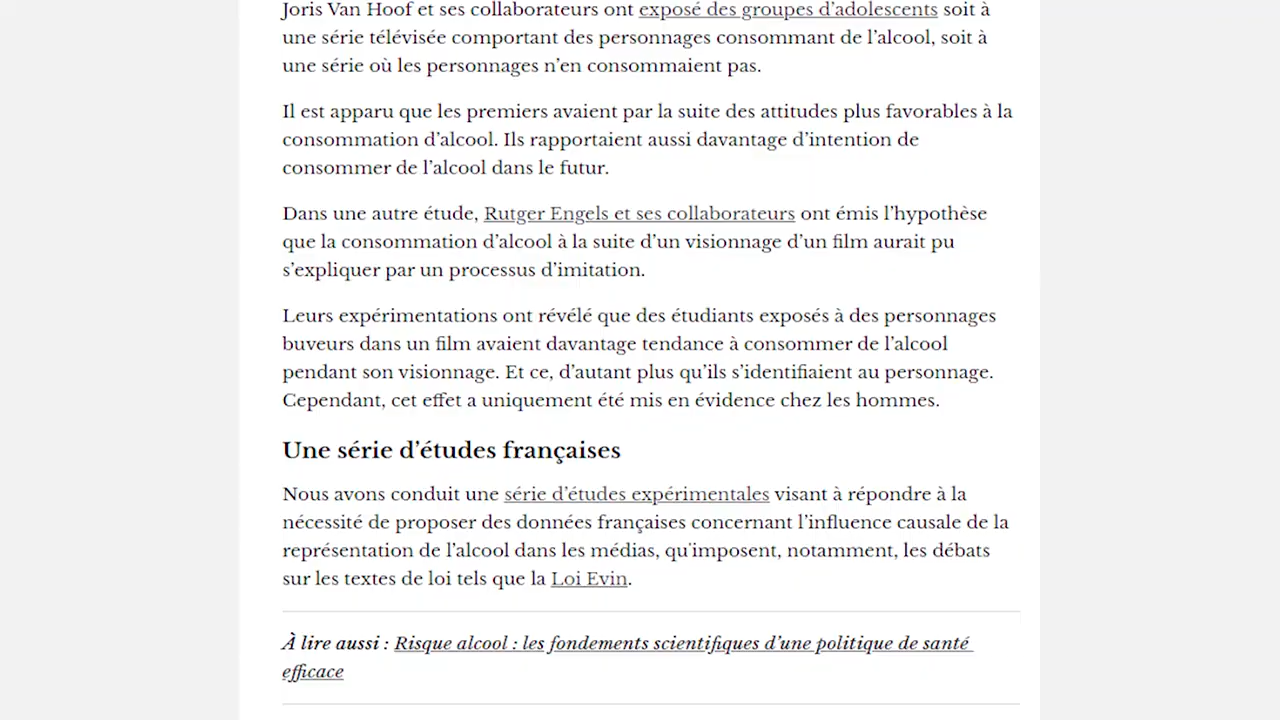 Joris Van Hoof et ses collaborateurs ont exposé des groupes d’adolescents soit à
une série télévisée comportant des personnages consommant de l’alcool, soit à
une série où les personnages n’en consommaient pas.
Il est apparu que les premiers avaient par la suite des attitudes plus favorables à la
consommation d’alcool. Ils rapportaient aussi davantage d’intention de
consommer de l’alcool dans le futur.
Dans une autre étude, Rutger Engels et ses collaborateurs ont émis l’hypothèse
que la consommation d’alcool à la suite d’un visionnage d’un film aurait pu
s’expliquer par un processus d’imitation.
Leurs expérimentations ont révélé que des étudiants exposés à des personnages
buveurs dans un film avaient davantage tendance à consommer de l’alcool
pendant son visionnage. Et ce, d’autant plus qu’ils s’identifiaient au personnage.
Cependant, cet effet a uniquement été mis en évidence chez les hommes.
Une série d’études françaises
Nous avons conduit une série d’études expérimentales visant à répondre à la
nécessité de proposer des données françaises concernant l’influence causale de la
représentation de l’alcool dans les médias, qu'imposent, notamment, les débats
sur les textes de loi tels que la Loi Evin.
À lire aussi : Risque alcool : les fondements scientifiques d’une politique de santé
efficace